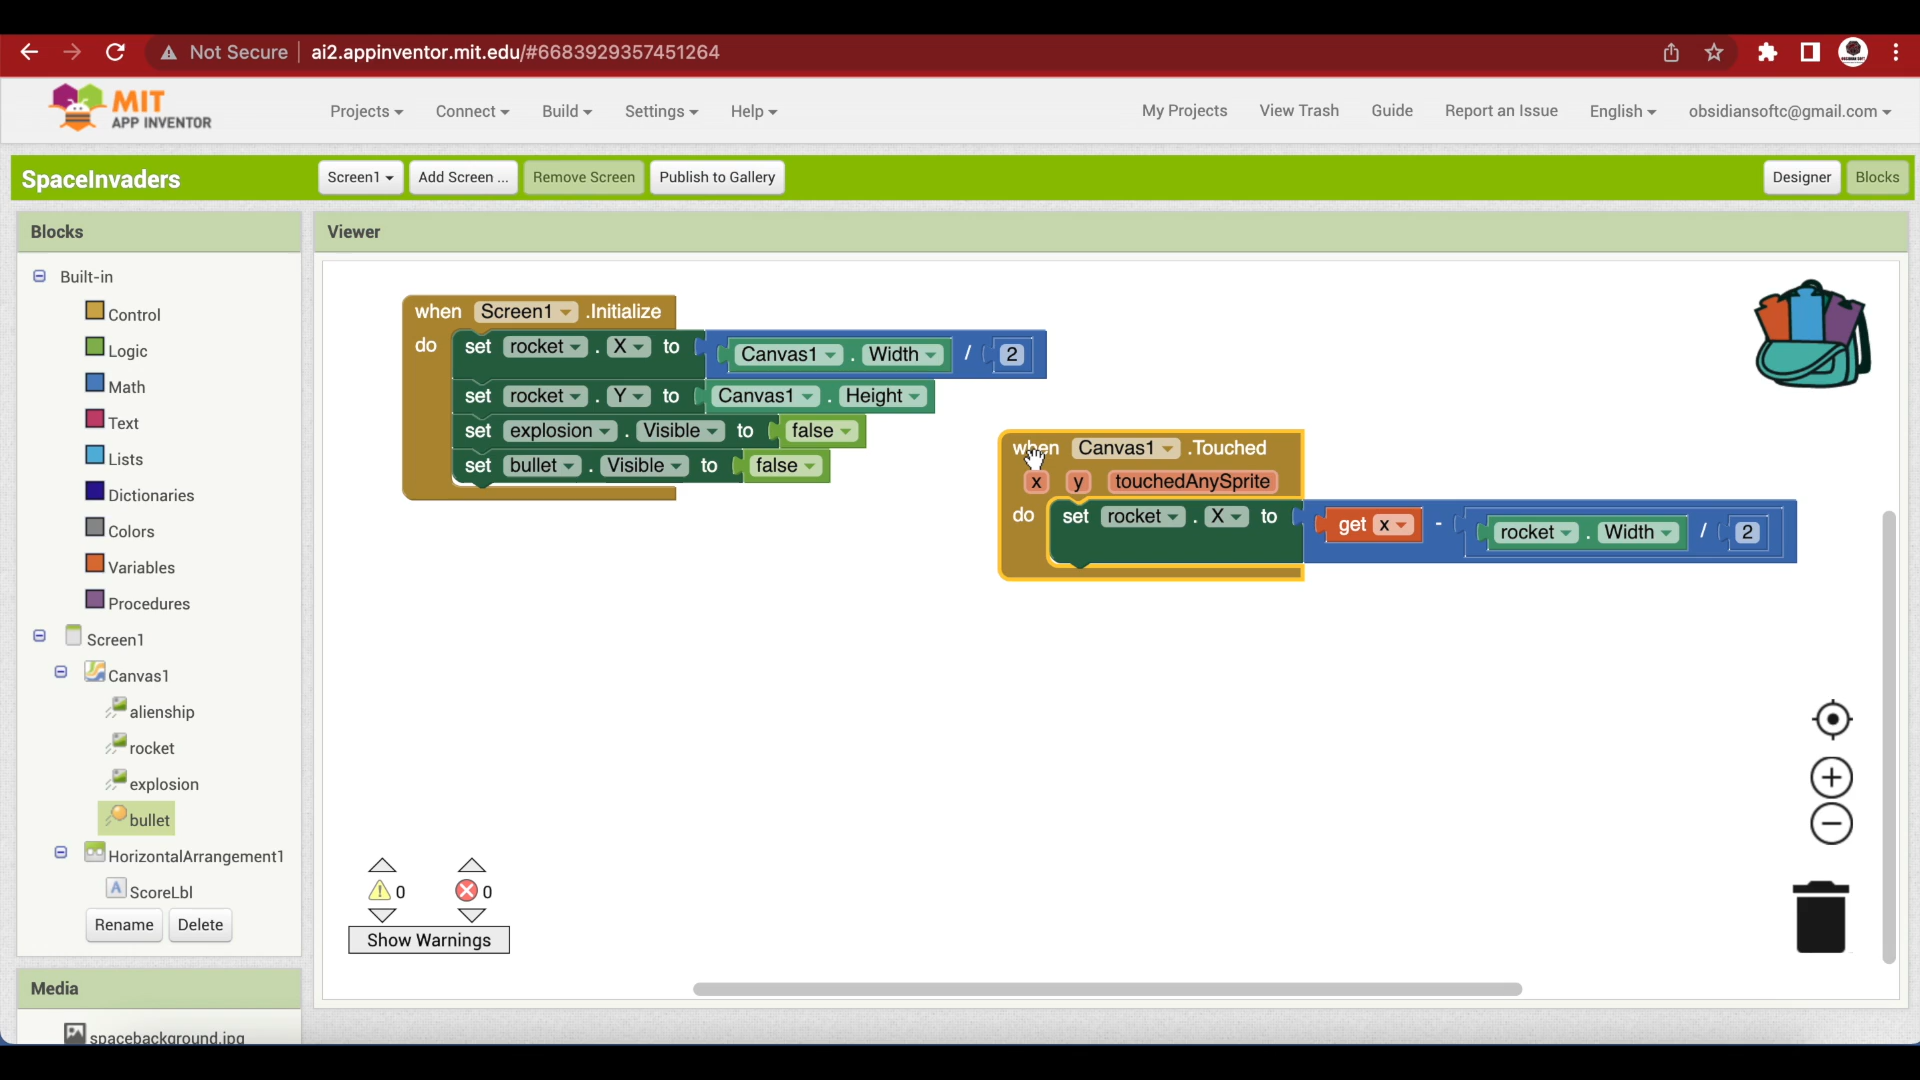 Not Secure ai2.appinventor.mit.edu/#6683929357451264
MIT APP INVENTOR
Projects Connect Build Settings Help My Projects View Trash Guide Report an Issue English obsidiansoftc@gmail.com
SpaceInvaders Screen1 Add Screen ... Remove Screen Publish to Gallery Designer Blocks
Blocks
Viewer
Built-in
Control
Logic
Math
Text
Lists
Dictionaries
Colors
Variables
Procedures
Screen1
Canvas1
alienship
rocket
explosion
bullet
HorizontalArrangement1
A ScoreLbl
Rename Delete
Media
spacebackground.jpg
when Screen1 .Initialize
do set rocket . X to Canvas1 . Width / 2
set rocket . Y to Canvas1 . Height
set explosion . Visible to false
set bullet . Visible to false
when Canvas1 .Touched
x y touchedAnySprite
do set rocket . X to get x - rocket . Width / 2
0 0
Show Warnings